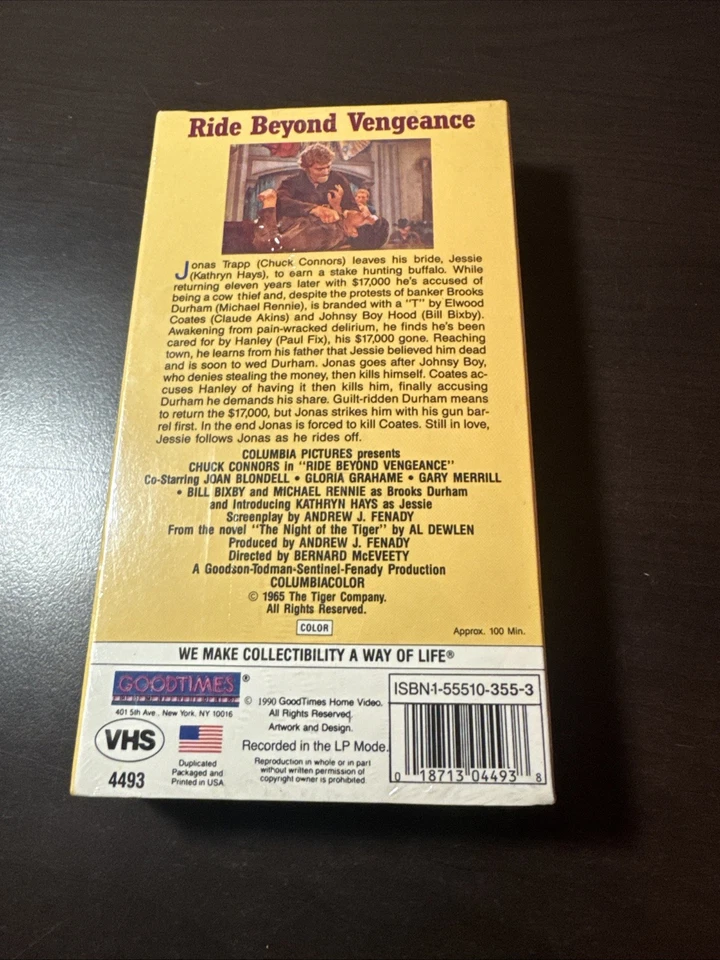 Ride Beyond Vengeance
Jonas Trapp (Chuck Connors) leaves his bride, Jessie
(Kathryn Hays), to earn a stake hunting buffalo. While
returning eleven years later with $17,000 he's accused of
being a cow thief and, despite the protests of banker Brooks
Durham (Michael Rennie), is branded with a "T" by Elwood
Coates (Claude Akins) and Johnsy Boy Hood (Bill Bixby).
Awakening from pain-wracked delirium, he finds he's been
cared for by Hanley (Paul Fix), his $17,000 gone. Reaching
town, he learns from his father that Jessie believed him dead
and is soon to wed Durham. Jonas goes after Johnsy Boy,
who denies stealing the money, then kills himself. Coates ac-
cuses Hanley of having it then kills him, finally accusing
Durham he demands his share. Guilt-ridden Durham means
to return the $17,000, but Jonas strikes him with his gun bar-
rel first. In the end Jonas is forced to kill Coates. Still in love,
Jessie follows Jonas as he rides off.
COLUMBIA PICTURES presents
CHUCK CONNORS in "RIDE BEYOND VENGEANCE"
Co-Starring JOAN BLONDELL • GLORIA GRAHAME • GARY MERRILL
• BILL BIXBY and MICHAEL RENNIE as Brooks Durham
and Introducing KATHRYN HAYS as Jessie
Screenplay by ANDREW J. FENADY
From the novel "The Night of the Tiger" by AL DEWLEN
Produced by ANDREW J. FENADY
Directed by BERNARD McEVEETY
A Goodson-Todman-Sentinel-Fenady Production
COLUMBIACOLOR
© 1965 The Tiger Company.
All Rights Reserved.
COLOR
Approx. 100 Min.
WE MAKE COLLECTIBILITY A WAY OF LIFE®
GOODTIMES ®
401 5th Ave., New York, NY 10016
© 1990 GoodTimes Home Video.
All Rights Reserved.
Artwork and Design.
Recorded in the LP Mode.
Reproduction in whole or in part
without written permission of
copyright owner is prohibited.
VHS
4493
Duplicated
Packaged and
Printed in USA
ISBN-1-55510-355-3
0 18713 04493 8